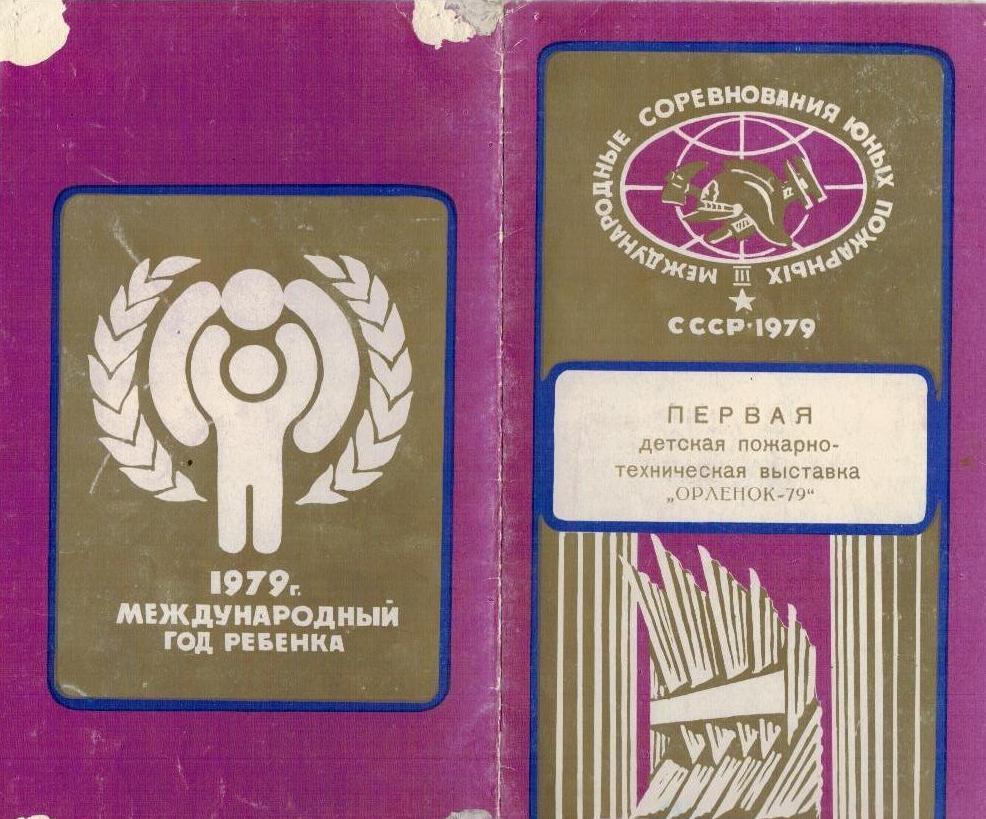 1979г.
МЕЖДУНАРОДНЫЙ
ГОД РЕБЕНКА
III МЕЖДУНАРОДНЫЕ СОРЕВНОВАНИЯ ЮНЫХ ПОЖАРНЫХ
СССР·1979
ПЕРВАЯ
детская пожарно-
техническая выставка
„ОРЛЕНОК-79“